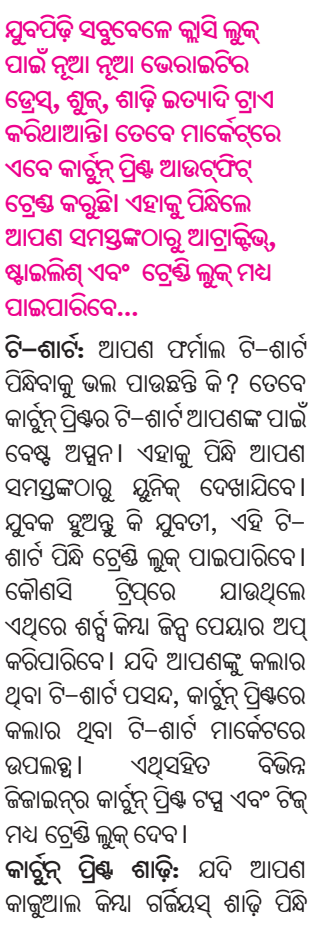 ଯୁବପିଢ଼ି ସବୁବେଳେ କ୍ଲାସି ଲୁକ୍
ପାଇଁ ନୂଆ ନୂଆ ଭେରାଇଟିର
ଡ୍ରେସ୍, ଶୁକ୍, ଶାଢ଼ି ଇତ୍ୟାଦି ଟ୍ରାଏ
କରିଥାଆନ୍ତି। ତେବେ ମାର୍କେଟ୍‌ରେ
ଏବେ କାର୍ଟୁନ୍ ପ୍ରିଣ୍ଟ ଆଉଟ୍‌ଫିଟ୍
ଟ୍ରେଣ୍ଡ କରୁଛି। ଏହାକୁ ପିନ୍ଧିଲେ
ଆପଣ ସମସ୍ତଙ୍କଠାରୁ ଆଟ୍ରାକ୍ଟିଭ୍,
ଷ୍ଟାଇଲିଶ୍ ଏବଂ ଟ୍ରେଣ୍ଡି ଲୁକ୍ ମଧ୍ୟ
ପାଇପାରିବେ...
ଟି–ଶାର୍ଟ: ଆପଣ ଫର୍ମାଲ ଟି–ଶାର୍ଟ
ପିନ୍ଧିବାକୁ ଭଲ ପାଉଛନ୍ତି କି? ତେବେ
କାର୍ଟୁନ୍ ପ୍ରିଣ୍ଟର ଟି–ଶାର୍ଟ ଆପଣଙ୍କ ପାଇଁ
ବେଷ୍ଟ ଅପ୍ସନ। ଏହାକୁ ପିନ୍ଧି ଆପଣ
ସମସ୍ତଙ୍କଠାରୁ ୟୁନିକ୍ ଦେଖାଯିବେ।
ଯୁବକ ହୁଅନ୍ତୁ କି ଯୁବତୀ, ଏହି ଟି–
ଶାର୍ଟ ପିନ୍ଧି ଟ୍ରେଣ୍ଡି ଲୁକ୍ ପାଇପାରିବେ।
କୌଣସି ଟ୍ରିପ୍‌ରେ ଯାଉଥିଲେ
ଏଥିରେ ଶର୍ଟ୍ସ କିମ୍ବା ଜିନ୍ସ ପେୟାର ଅପ୍
କରିପାରିବେ। ଯଦି ଆପଣଙ୍କୁ କଲାର
ଥିବା ଟି–ଶାର୍ଟ ପସନ୍ଦ, କାର୍ଟୁନ୍ ପ୍ରିଣ୍ଟରେ
କଲାର ଥିବା ଟି–ଶାର୍ଟ ମାର୍କେଟରେ
ଉପଲବ୍ଧ। ଏଥିସହିତ ବିଭିନ୍ନ
ଜିଜାଇନ୍‌ର କାର୍ଟୁନ୍ ପ୍ରିଣ୍ଟ ଟପ୍ସ ଏବଂ ଟିଜ୍
ମଧ୍ୟ ଟ୍ରେଣ୍ଡି ଲୁକ୍ ଦେବ।
କାର୍ଟୁନ୍ ପ୍ରିଣ୍ଟ ଶାଢ଼ି: ଯଦି ଆପଣ
କାଜୁଆଲ କିମ୍ବା ଗର୍ଜିୟସ୍ ଶାଢ଼ି ପିନ୍ଧି